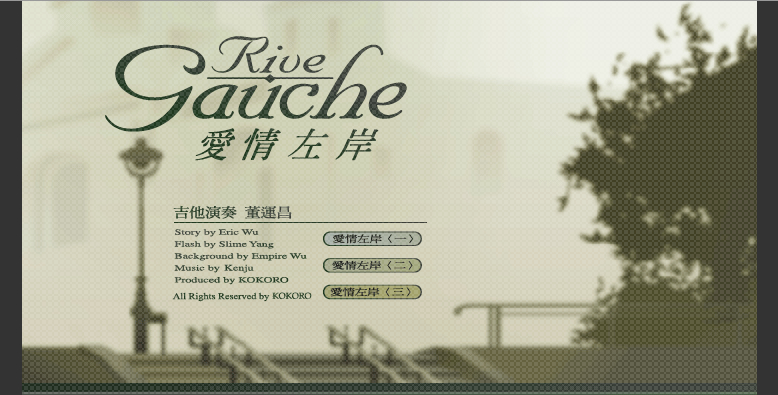 Rive
Gauche
愛情左岸
吉他演奏 董運昌
Story by Eric Wu
Flash by Slime Yang
Background by Empire Wu
Music by Kenju
Produced by KOKORO
All Rights Reserved by KOKORO
愛情左岸〈一〉
愛情左岸〈二〉
愛情左岸〈三〉